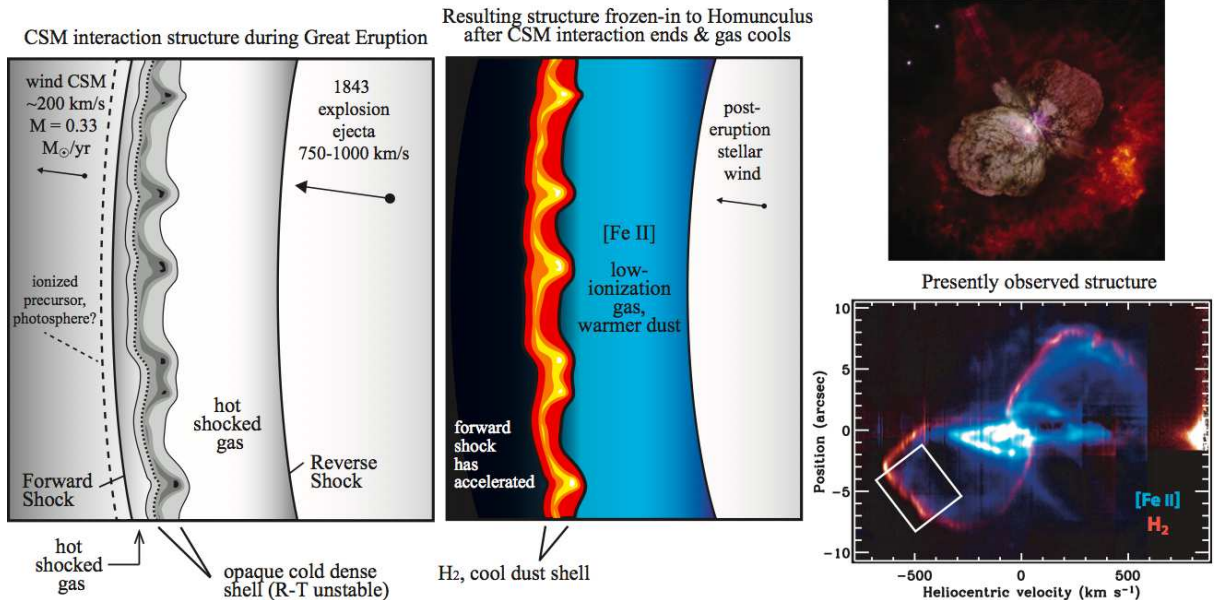 CSM interaction structure during Great Eruption
wind CSM
~200 km/s
M = 0.33
M⊙/yr
1843
explosion
ejecta
750-1000 km/s
ionized
precursor,
photosphere?
hot
shocked
gas
Forward
Shock
Reverse
Shock
hot
shocked
gas
opaque cold dense
shell (R-T unstable)
Resulting structure frozen-in to Homunculus
after CSM interaction ends & gas cools
post-
eruption
stellar
wind
[Fe II]
low-
ionization
gas,
warmer dust
forward
shock
has
accelerated
H₂, cool dust shell
Presently observed structure
Position (arcsec)
10
5
0
−5
−10
[Fe II]
H₂
−500 0 500
Heliocentric velocity (km s⁻¹)